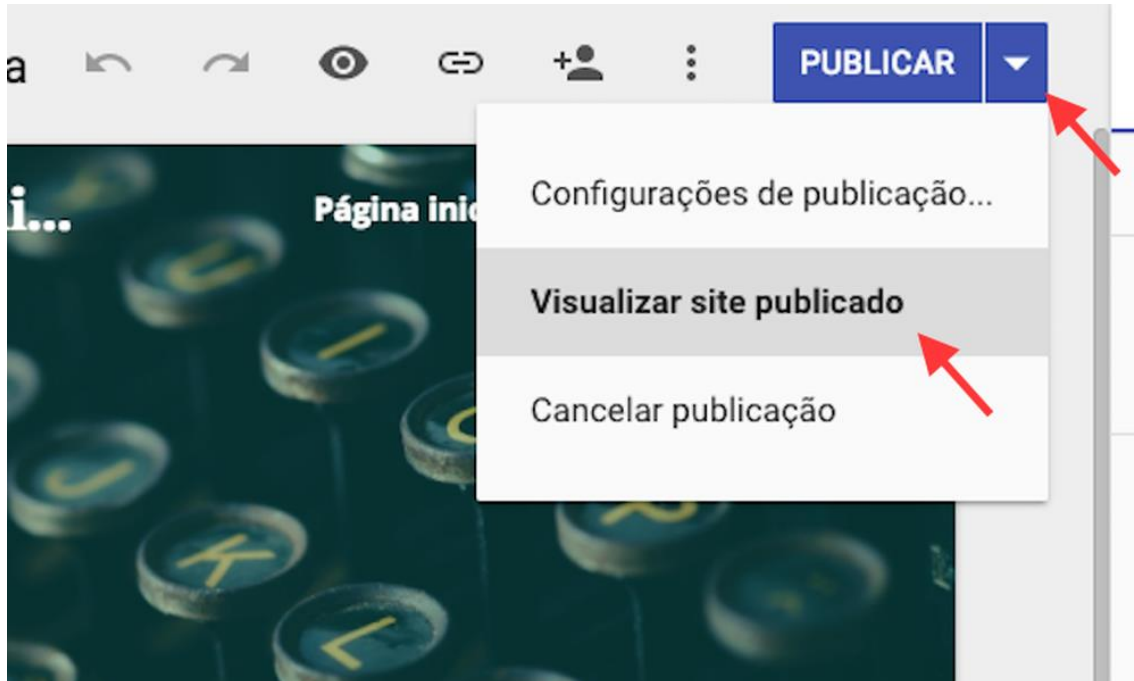 a
PUBLICAR
i...
Página inic
Configurações de publicação...
Visualizar site publicado
Cancelar publicação
U
I
O
J
K
L
P